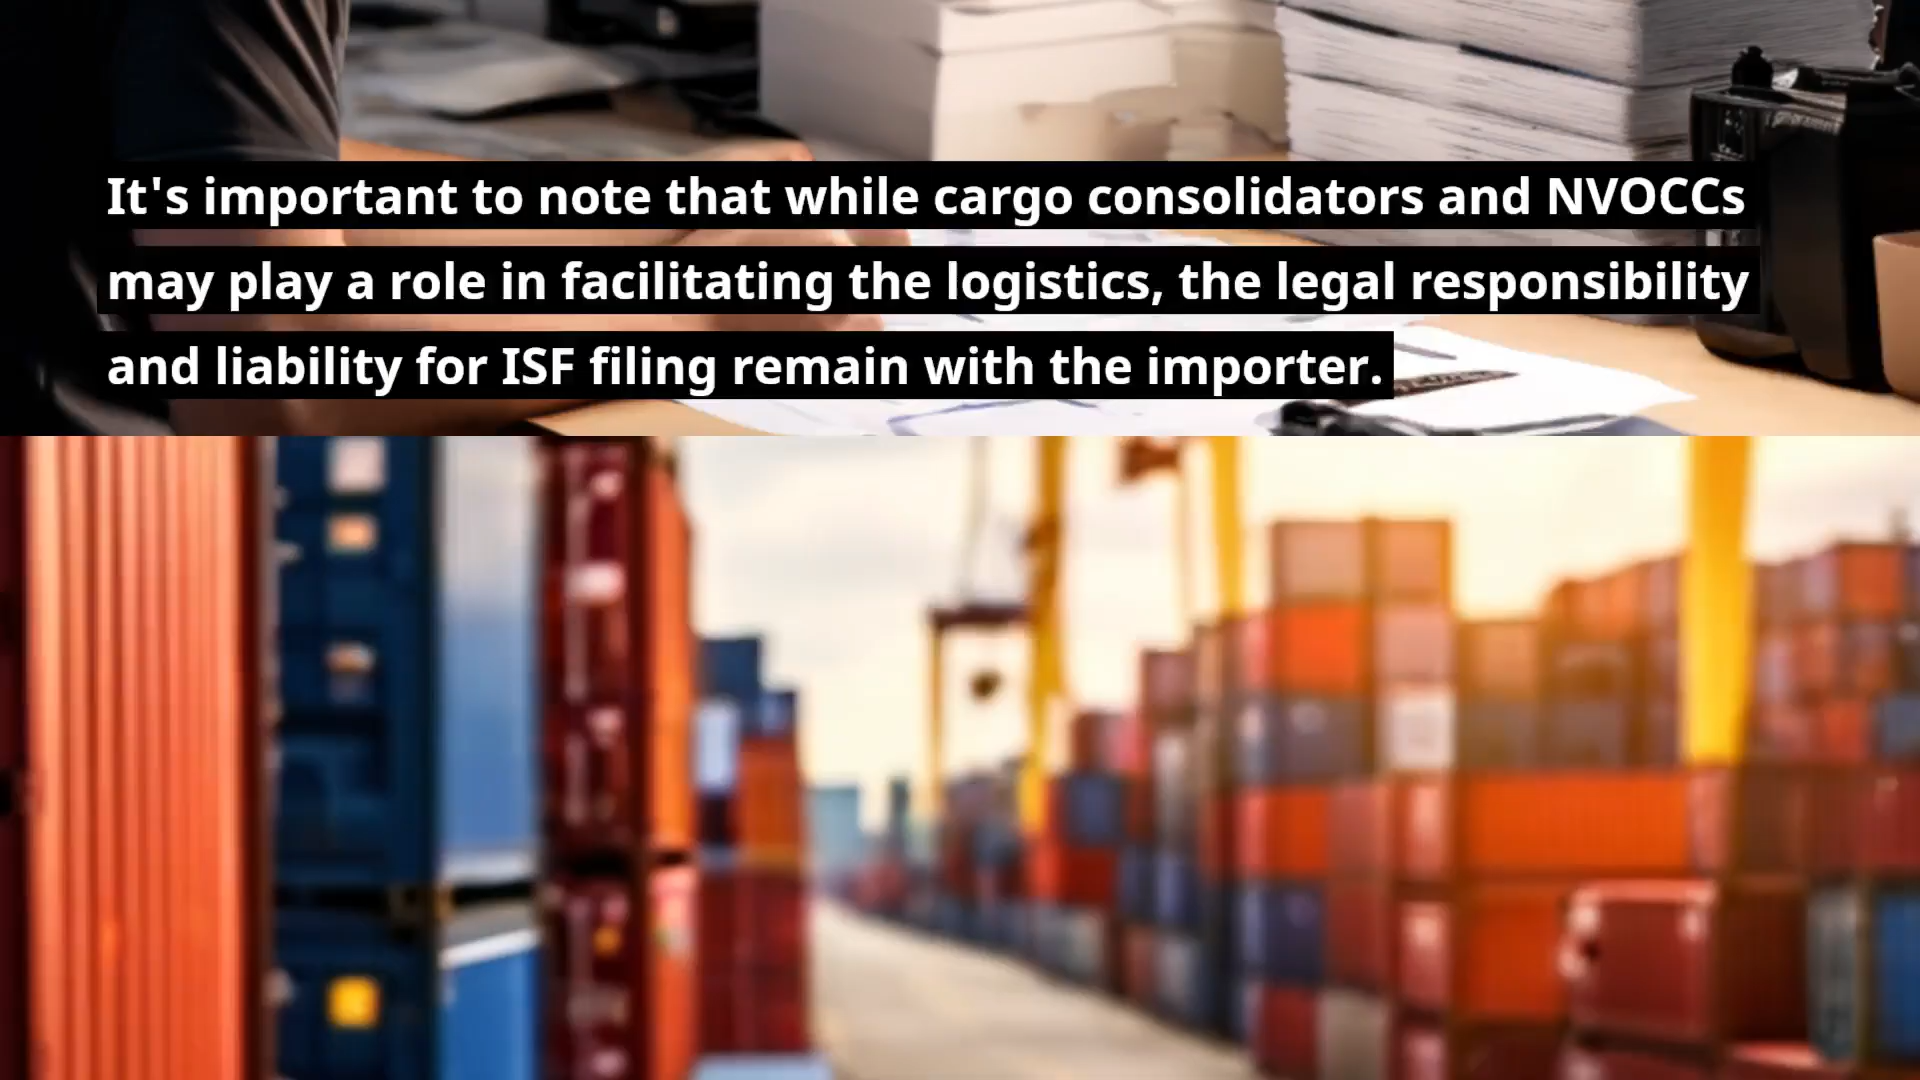 It's important to note that while cargo consolidators and NVOCCs
may play a role in facilitating the logistics, the legal responsibility
and liability for ISF filing remain with the importer.